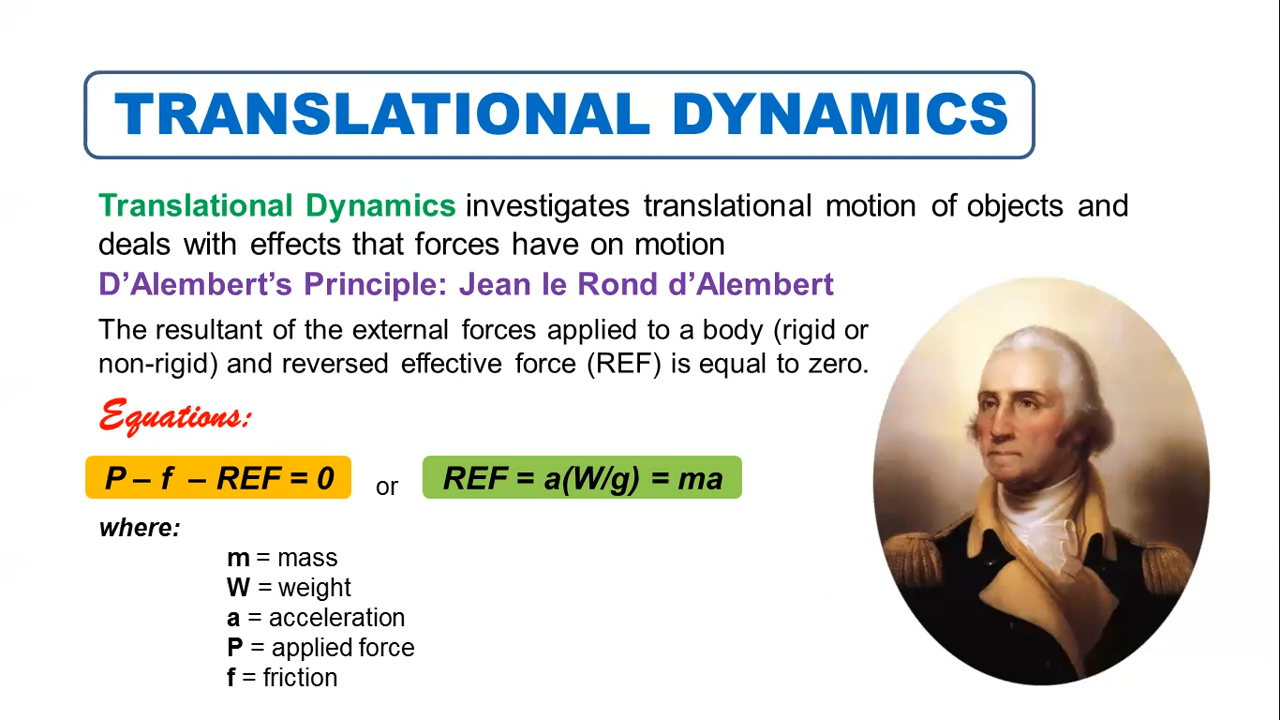 TRANSLATIONAL DYNAMICS
Translational Dynamics investigates translational motion of objects and
deals with effects that forces have on motion
D’Alembert’s Principle: Jean le Rond d’Alembert
The resultant of the external forces applied to a body (rigid or
non-rigid) and reversed effective force (REF) is equal to zero.
Equations:
P – f – REF = 0 or REF = a(W/g) = ma
where:
m = mass
W = weight
a = acceleration
P = applied force
f = friction